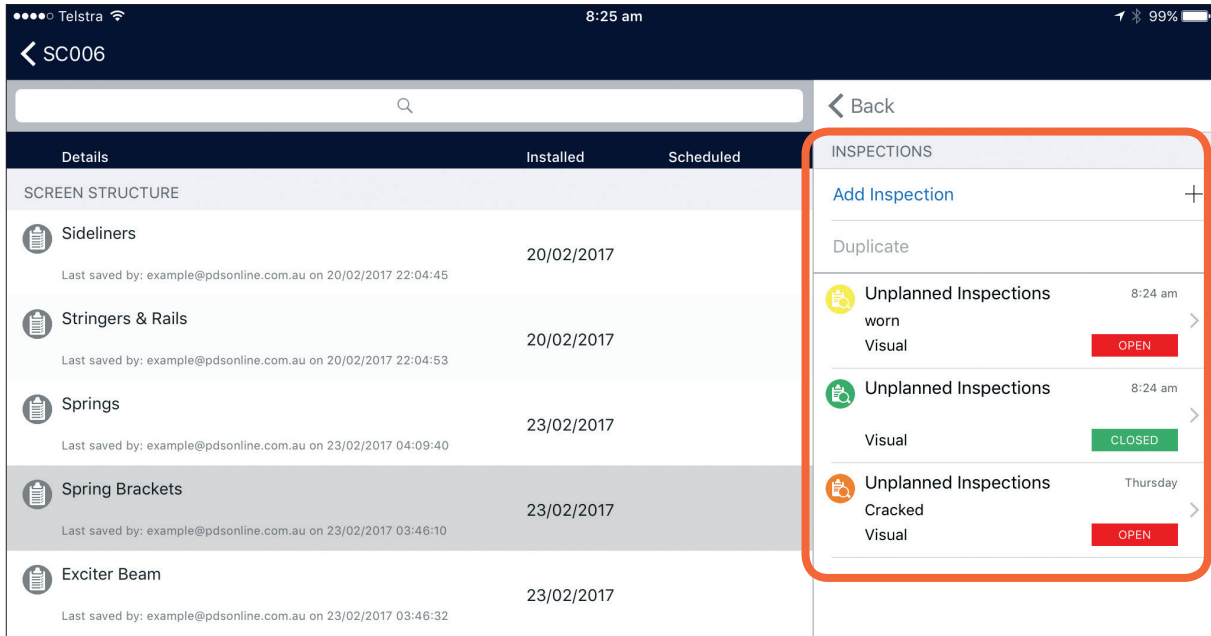 Telstra 8:25 am 99%
SC006
Back
Details Installed Scheduled
SCREEN STRUCTURE
Sideliners
20/02/2017
Last saved by: example@pdsonline.com.au on 20/02/2017 22:04:45
Stringers & Rails
20/02/2017
Last saved by: example@pdsonline.com.au on 20/02/2017 22:04:53
Springs
23/02/2017
Last saved by: example@pdsonline.com.au on 23/02/2017 04:09:40
Spring Brackets
23/02/2017
Last saved by: example@pdsonline.com.au on 23/02/2017 03:46:10
Exciter Beam
23/02/2017
Last saved by: example@pdsonline.com.au on 23/02/2017 03:46:32
INSPECTIONS
Add Inspection +
Duplicate
Unplanned Inspections 8:24 am
worn
Visual OPEN
Unplanned Inspections 8:24 am
Visual CLOSED
Unplanned Inspections Thursday
Cracked
Visual OPEN